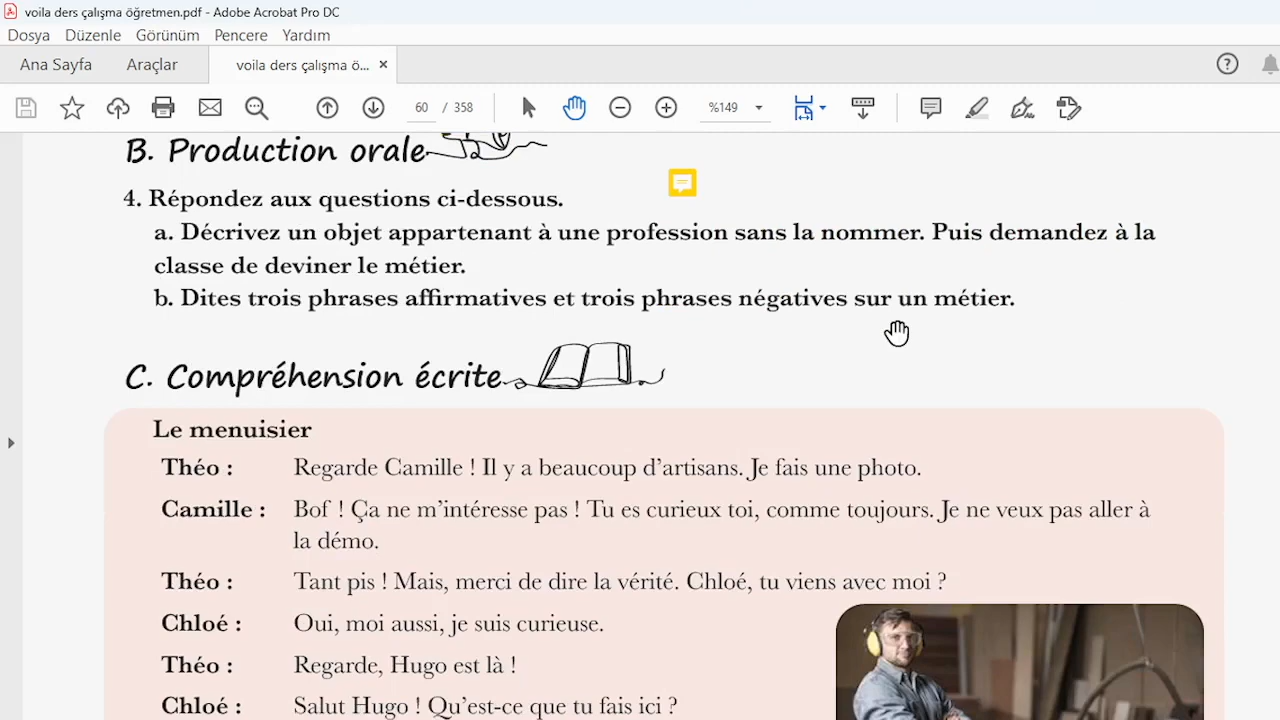 voila ders çalışma öğretmen.pdf - Adobe Acrobat Pro DC
Dosya Düzenle Görünüm Pencere Yardım
Ana Sayfa Araçlar voila ders çalışma ö... ×
60 / 358 %149
B. Production orale
4. Répondez aux questions ci-dessous.
a. Décrivez un objet appartenant à une profession sans la nommer. Puis demandez à la
classe de deviner le métier.
b. Dites trois phrases affirmatives et trois phrases négatives sur un métier.
C. Compréhension écrite
Le menuisier
Théo : Regarde Camille ! Il y a beaucoup d’artisans. Je fais une photo.
Camille : Bof ! Ça ne m’intéresse pas ! Tu es curieux toi, comme toujours. Je ne veux pas aller à
la démo.
Théo : Tant pis ! Mais, merci de dire la vérité. Chloé, tu viens avec moi ?
Chloé : Oui, moi aussi, je suis curieuse.
Théo : Regarde, Hugo est là !
Chloé : Salut Hugo ! Qu’est-ce que tu fais ici ?